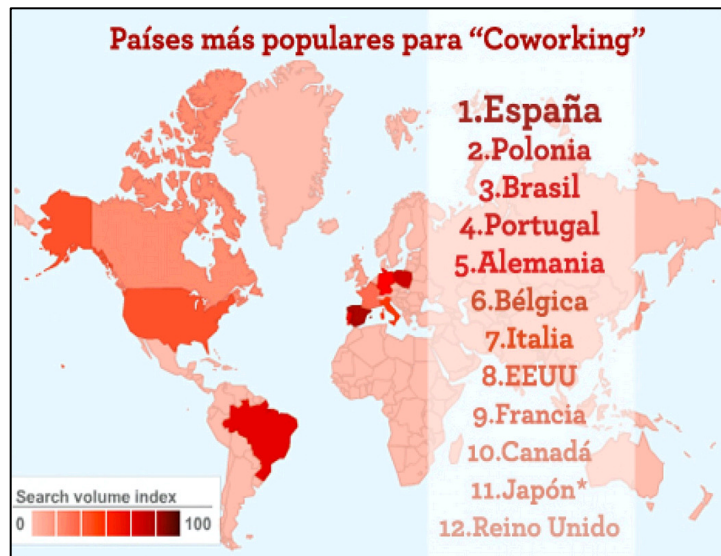 Países más populares para “Coworking”
1.España
2.Polonia
3.Brasil
4.Portugal
5.Alemania
6.Bélgica
7.Italia
8.EEUU
9.Francia
10.Canadá
11.Japón*
12.Reino Unido
Search volume index
0 100